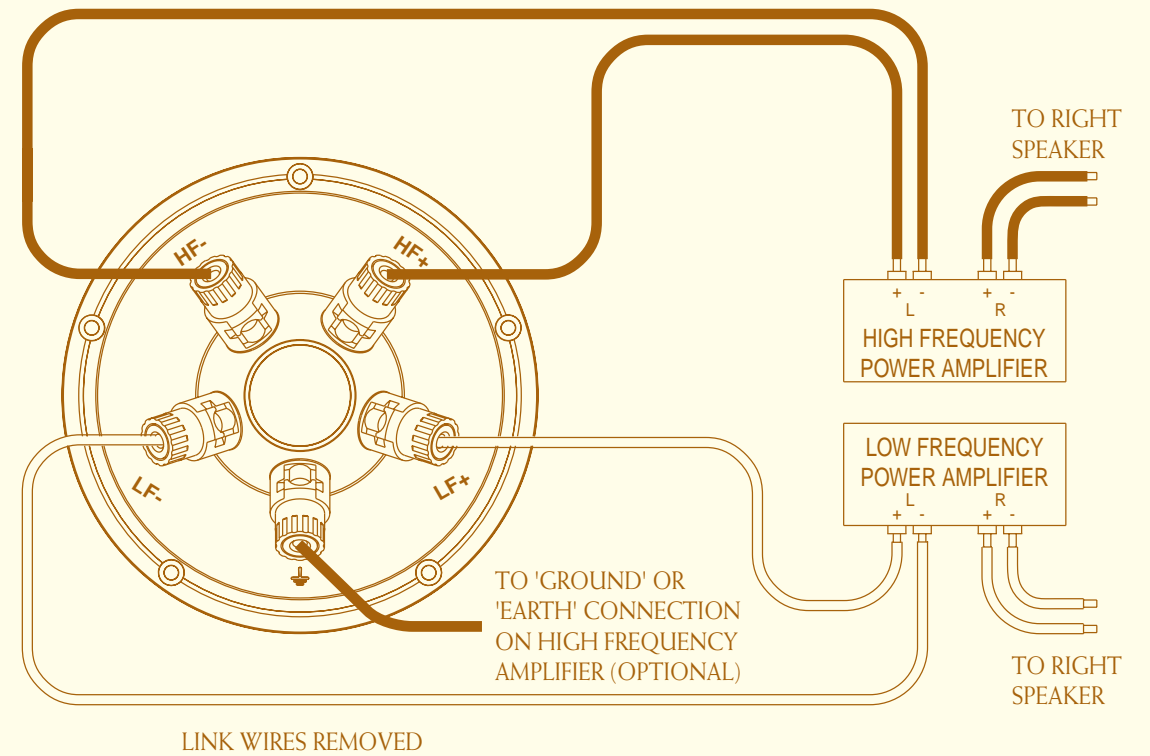 TO RIGHT
SPEAKER
HF-
HF+
+ - + -
L R
HIGH FREQUENCY
POWER AMPLIFIER
LOW FREQUENCY
POWER AMPLIFIER
L R
+ - + -
LF-
LF+
TO 'GROUND' OR
'EARTH' CONNECTION
ON HIGH FREQUENCY
AMPLIFIER (OPTIONAL)
TO RIGHT
SPEAKER
LINK WIRES REMOVED